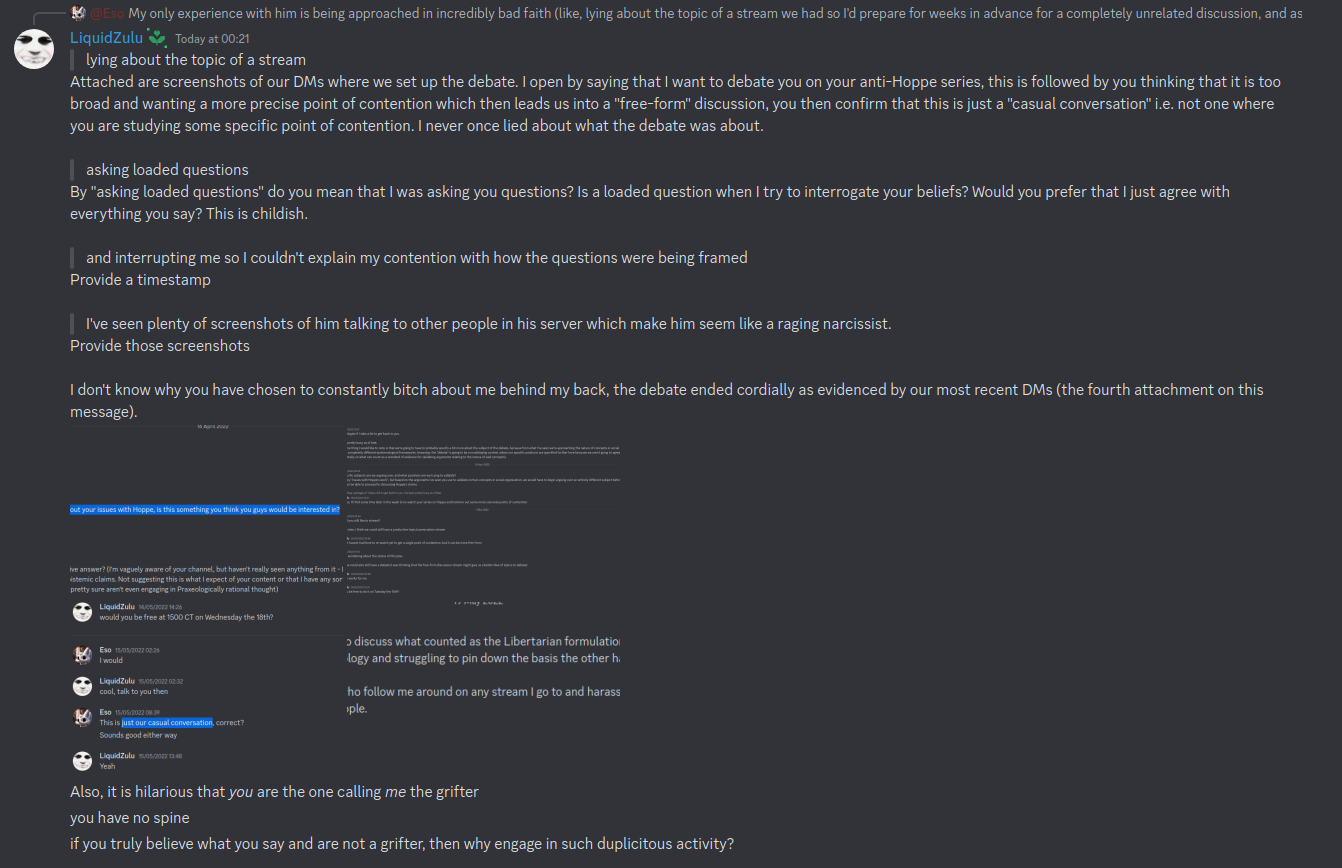 @Eso My only experience with him is being approached in incredibly bad faith (like, lying about the topic of a stream we had so I'd prepare for weeks in advance for a completely unrelated discussion, and as
LiquidZulu Today at 00:21
lying about the topic of a stream
Attached are screenshots of our DMs where we set up the debate. I open by saying that I want to debate you on your anti-Hoppe series, this is followed by you thinking that it is too
broad and wanting a more precise point of contention which then leads us into a "free-form" discussion, you then confirm that this is just a "casual conversation" i.e. not one where
you are studying some specific point of contention. I never once lied about what the debate was about.
asking loaded questions
By "asking loaded questions" do you mean that I was asking you questions? Is a loaded question when I try to interrogate your beliefs? Would you prefer that I just agree with
everything you say? This is childish.
and interrupting me so I couldn't explain my contention with how the questions were being framed
Provide a timestamp
I've seen plenty of screenshots of him talking to other people in his server which make him seem like a raging narcissist.
Provide those screenshots
I don't know why you have chosen to constantly bitch about me behind my back, the debate ended cordially as evidenced by our most recent DMs (the fourth attachment on this
message).
16 April 2022
out your issues with Hoppe, is this something you think you guys would be interested in?
ive answer? (I'm vaguely aware of your channel, but haven't really seen anything from it -
istemic claims. Not suggesting this is what I expect of your content or that I have any sor
pretty sure aren't even engaging in Praxeologically rational thought)
LiquidZulu 14/05/2022 14:26
would you be free at 1500 CT on Wednesday the 18th?
Eso 15/05/2022 02:26
I would
LiquidZulu 15/05/2022 02:32
cool, talk to you then
Eso 15/05/2022 08:39
This is just our casual conversation, correct?
Sounds good either way
LiquidZulu 15/05/2022 13:48
Yeah
o discuss what counted as the Libertarian formulation
logy and struggling to pin down the basis the other ha
ho follow me around on any stream I go to and harass
ple.
Also, it is hilarious that you are the one calling me the grifter
you have no spine
if you truly believe what you say and are not a grifter, then why engage in such duplicitous activity?